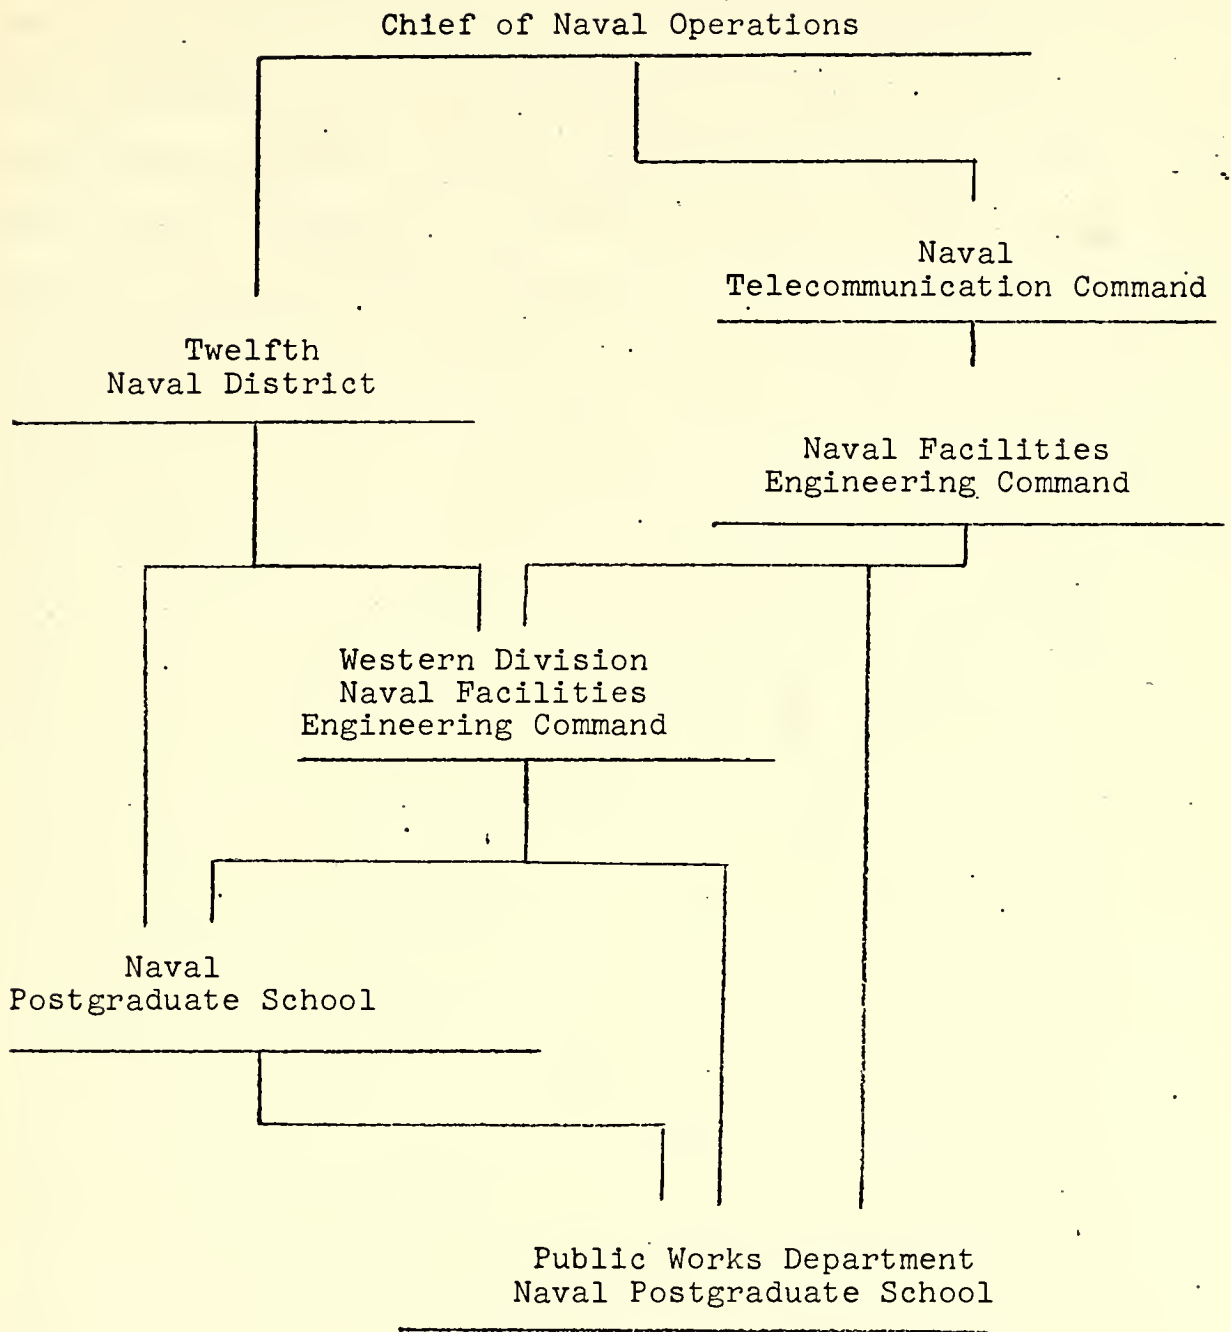 Chief of Naval Operations
Naval
Telecommunication Command
Twelfth
Naval District
Naval Facilities
Engineering Command
Western Division
Naval Facilities
Engineering Command
Naval
Postgraduate School
Public Works Department
Naval Postgraduate School